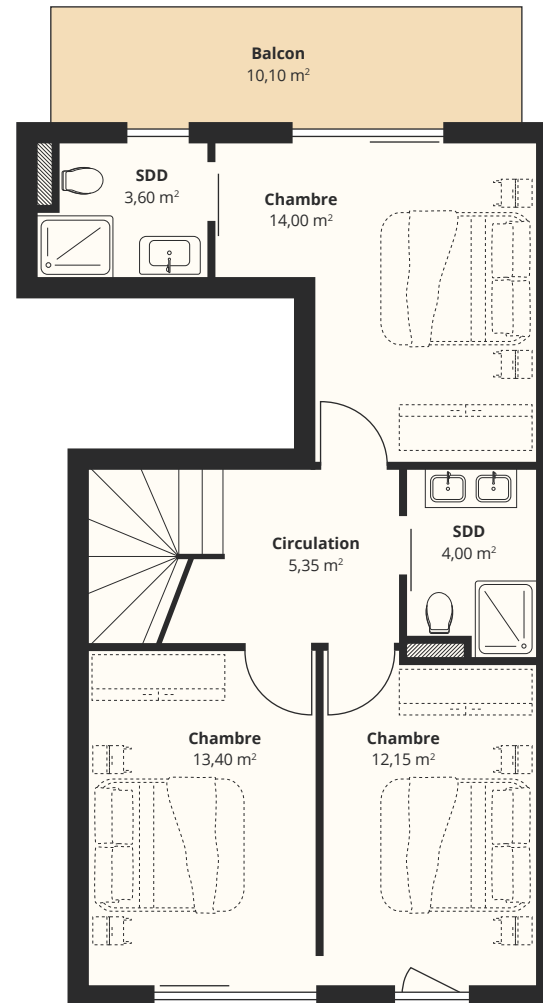 Balcon
10,10 m²
SDD
3,60 m²
Chambre
14,00 m²
Circulation
5,35 m²
SDD
4,00 m²
Chambre
13,40 m²
Chambre
12,15 m²